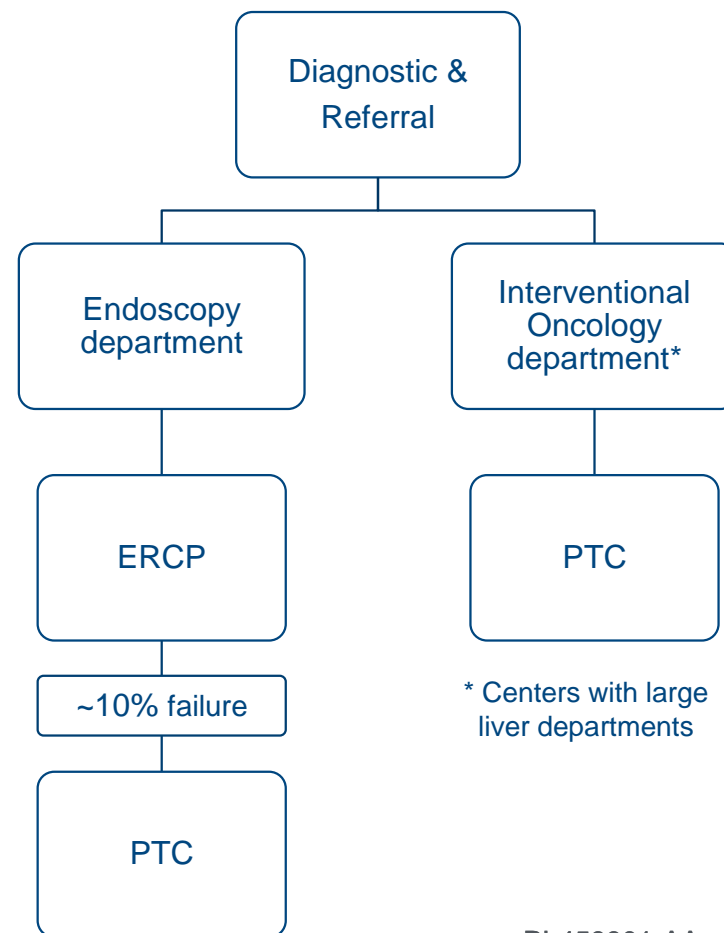 Diagnostic &
Referral
Endoscopy
department
Interventional
Oncology
department*
ERCP
PTC
~10% failure
* Centers with large
liver departments
PTC